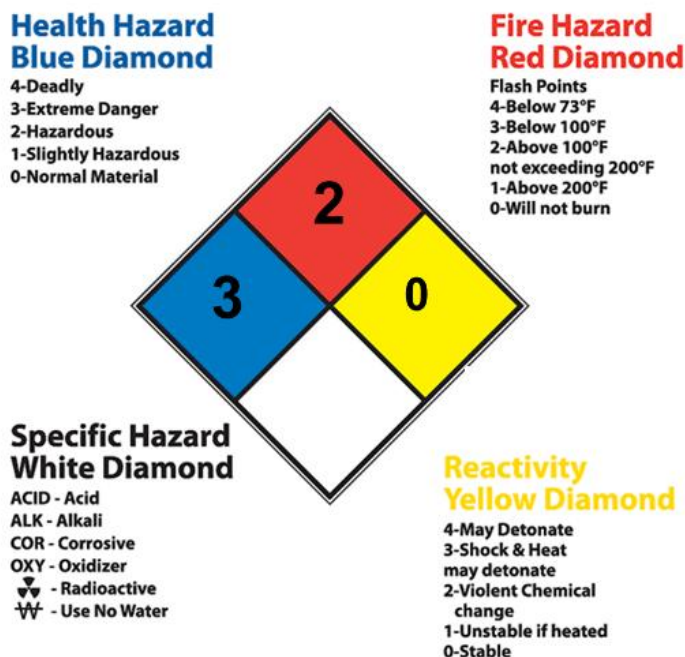 Health Hazard
Blue Diamond
4-Deadly
3-Extreme Danger
2-Hazardous
1-Slightly Hazardous
0-Normal Material
Fire Hazard
Red Diamond
Flash Points
4-Below 73°F
3-Below 100°F
2-Above 100°F
not exceeding 200°F
1-Above 200°F
0-Will not burn
2
3
0
Specific Hazard
White Diamond
ACID - Acid
ALK - Alkali
COR - Corrosive
OXY - Oxidizer
- Radioactive
W - Use No Water
Reactivity
Yellow Diamond
4-May Detonate
3-Shock & Heat
may detonate
2-Violent Chemical
change
1-Unstable if heated
0-Stable